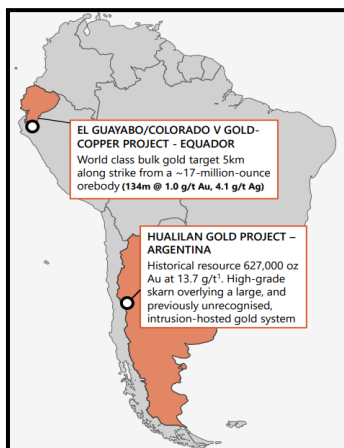 EL GUAYABO/COLORADO V GOLD-
COPPER PROJECT - EQUADOR
World class bulk gold target 5km
along strike from a ~17-million-ounce
orebody (134m @ 1.0 g/t Au, 4.1 g/t Ag)
HUALILAN GOLD PROJECT –
ARGENTINA
Historical resource 627,000 oz
Au at 13.7 g/t¹. High-grade
skarn overlying a large, and
previously unrecognised,
intrusion-hosted gold system